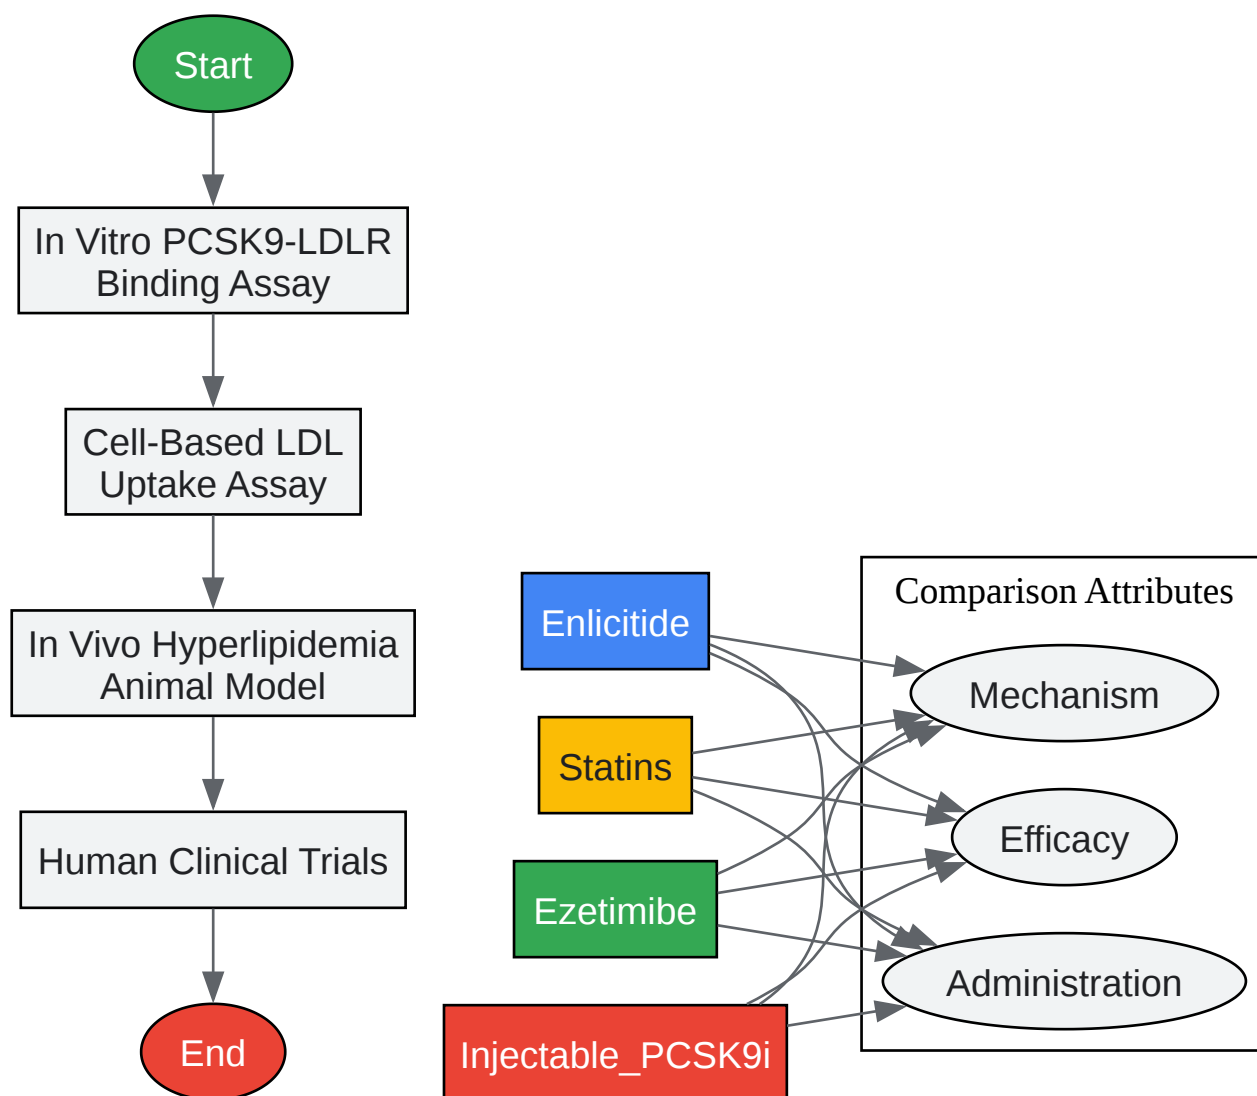 Start
In Vitro PCSK9-LDLR
Binding Assay
Cell-Based LDL
Uptake Assay
In Vivo Hyperlipidemia
Animal Model
Human Clinical Trials
End
Enlicitide
Statins
Ezetimibe
Injectable_PCSK9i
Comparison Attributes
Mechanism
Efficacy
Administration